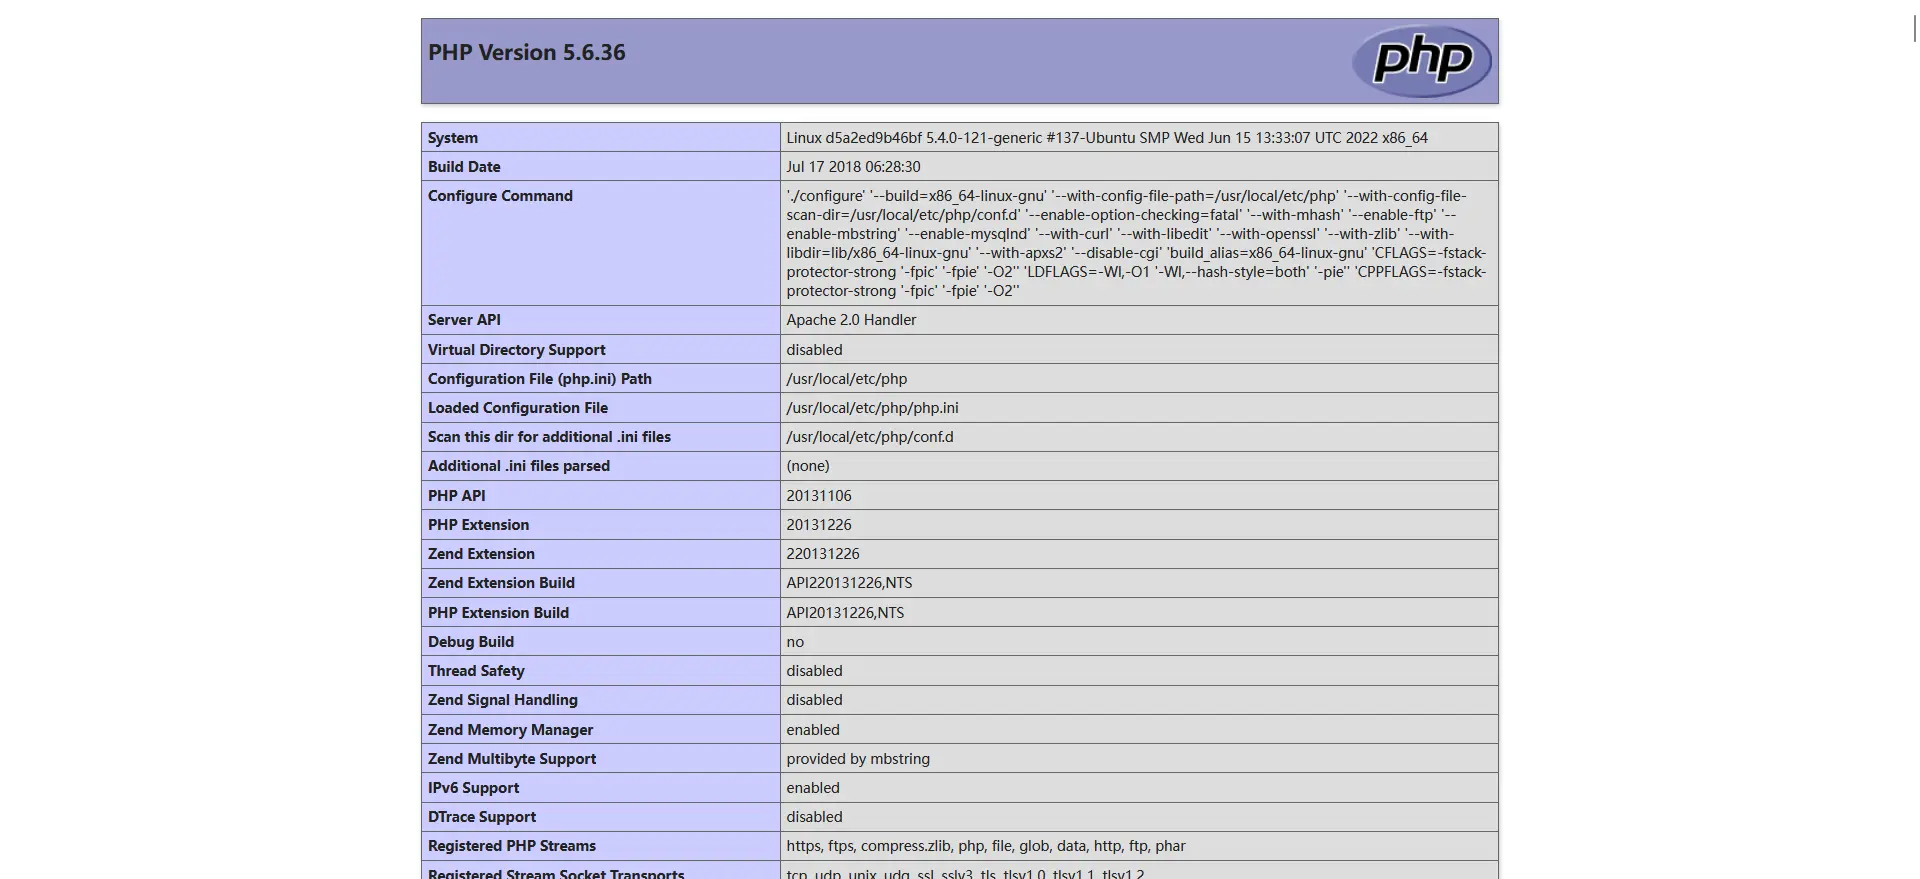 PHP Version 5.6.36
php
System Linux d5a2ed9b46bf 5.4.0-121-generic #137-Ubuntu SMP Wed Jun 15 13:33:07 UTC 2022 x86_64
Build Date Jul 17 2018 06:28:30
Configure Command './configure' '--build=x86_64-linux-gnu' '--with-config-file-path=/usr/local/etc/php' '--with-config-file-
scan-dir=/usr/local/etc/php/conf.d' '--enable-option-checking=fatal' '--with-mhash' '--enable-ftp' '--
enable-mbstring' '--enable-mysqlnd' '--with-curl' '--with-libedit' '--with-openssl' '--with-zlib' '--with-
libdir=lib/x86_64-linux-gnu' '--with-apxs2' '--disable-cgi' 'build_alias=x86_64-linux-gnu' 'CFLAGS=-fstack-
protector-strong '-fpic' '-fpie' '-O2'' 'LDFLAGS=-Wl,-O1 '-Wl,--hash-style=both' '-pie'' 'CPPFLAGS=-fstack-
protector-strong '-fpic' '-fpie' '-O2''
Server API Apache 2.0 Handler
Virtual Directory Support disabled
Configuration File (php.ini) Path /usr/local/etc/php
Loaded Configuration File /usr/local/etc/php/php.ini
Scan this dir for additional .ini files /usr/local/etc/php/conf.d
Additional .ini files parsed (none)
PHP API 20131106
PHP Extension 20131226
Zend Extension 220131226
Zend Extension Build API220131226,NTS
PHP Extension Build API20131226,NTS
Debug Build no
Thread Safety disabled
Zend Signal Handling disabled
Zend Memory Manager enabled
Zend Multibyte Support provided by mbstring
IPv6 Support enabled
DTrace Support disabled
Registered PHP Streams https, ftps, compress.zlib, php, file, glob, data, http, ftp, phar
Registered Stream Socket Transports tcp, udp, unix, udg, ssl, sslv3, tls, tlsv1.0, tlsv1.1, tlsv1.2